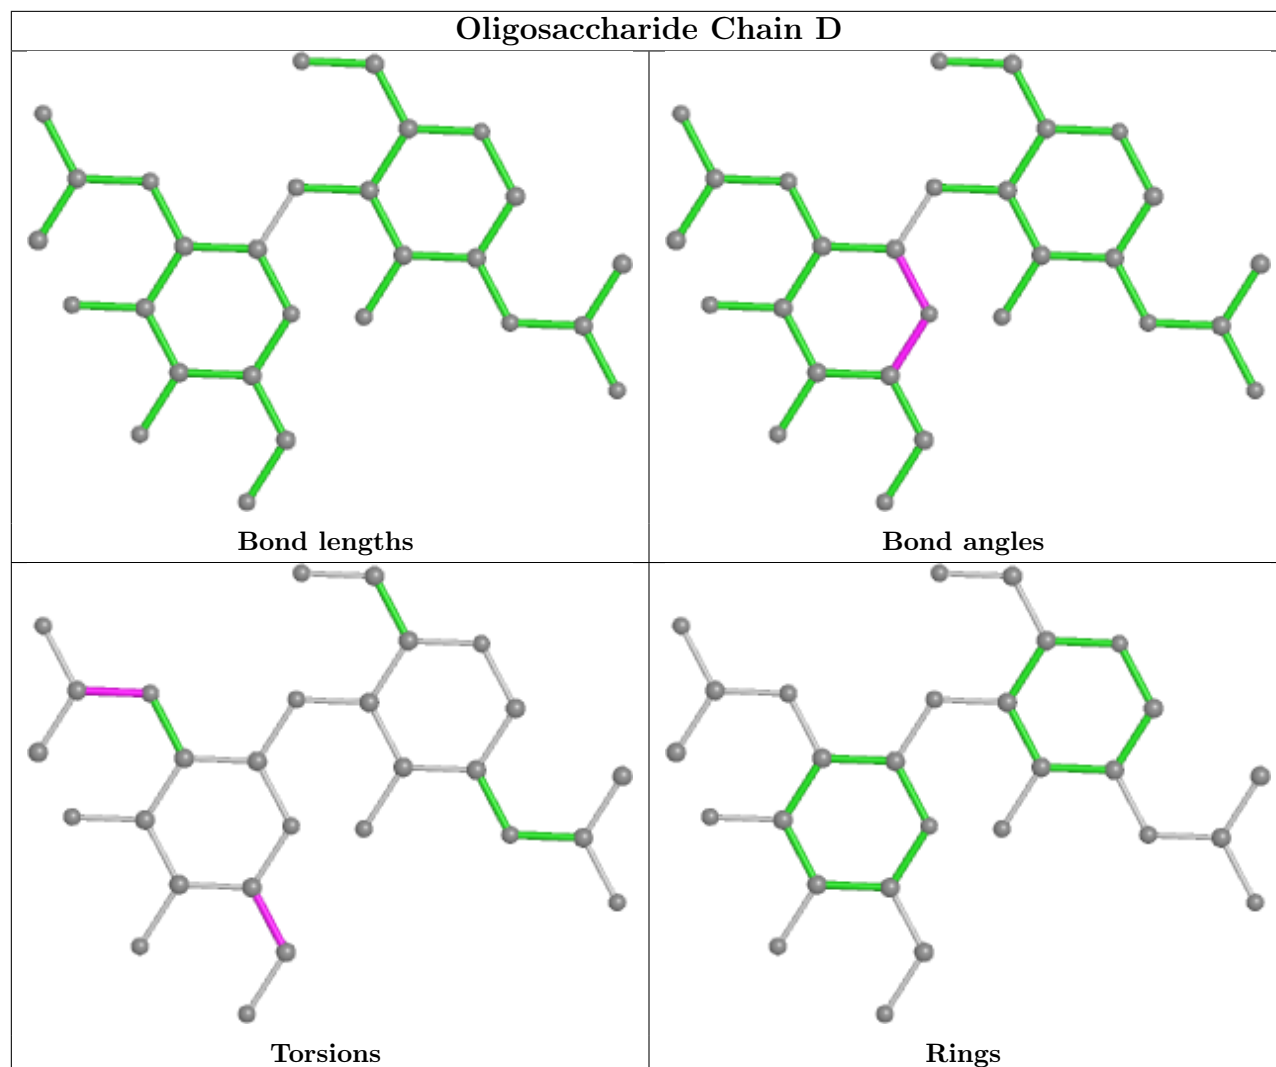 Oligosaccharide Chain D
Bond lengths
Bond angles
Torsions
Rings